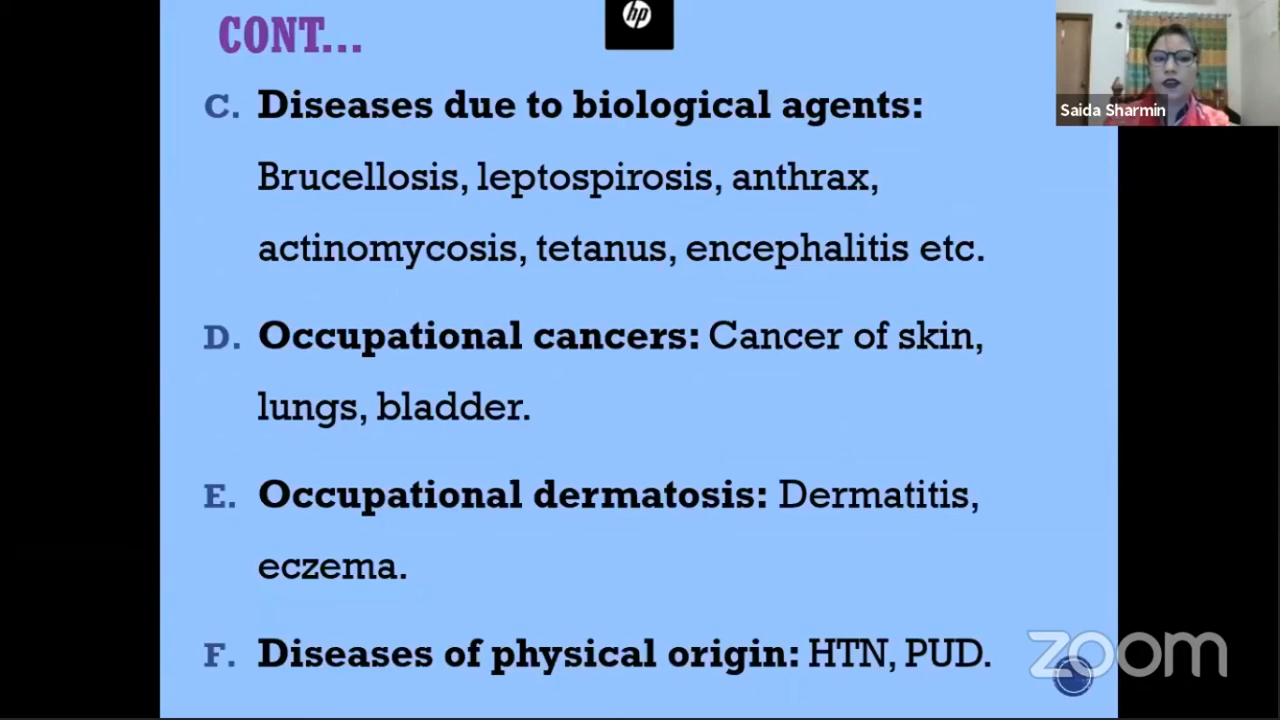 CONT...
hp
Saida Sharmin
C. Diseases due to biological agents:
Brucellosis, leptospirosis, anthrax,
actinomycosis, tetanus, encephalitis etc.
D. Occupational cancers: Cancer of skin,
lungs, bladder.
E. Occupational dermatosis: Dermatitis,
eczema.
F. Diseases of physical origin: HTN, PUD.
zoom